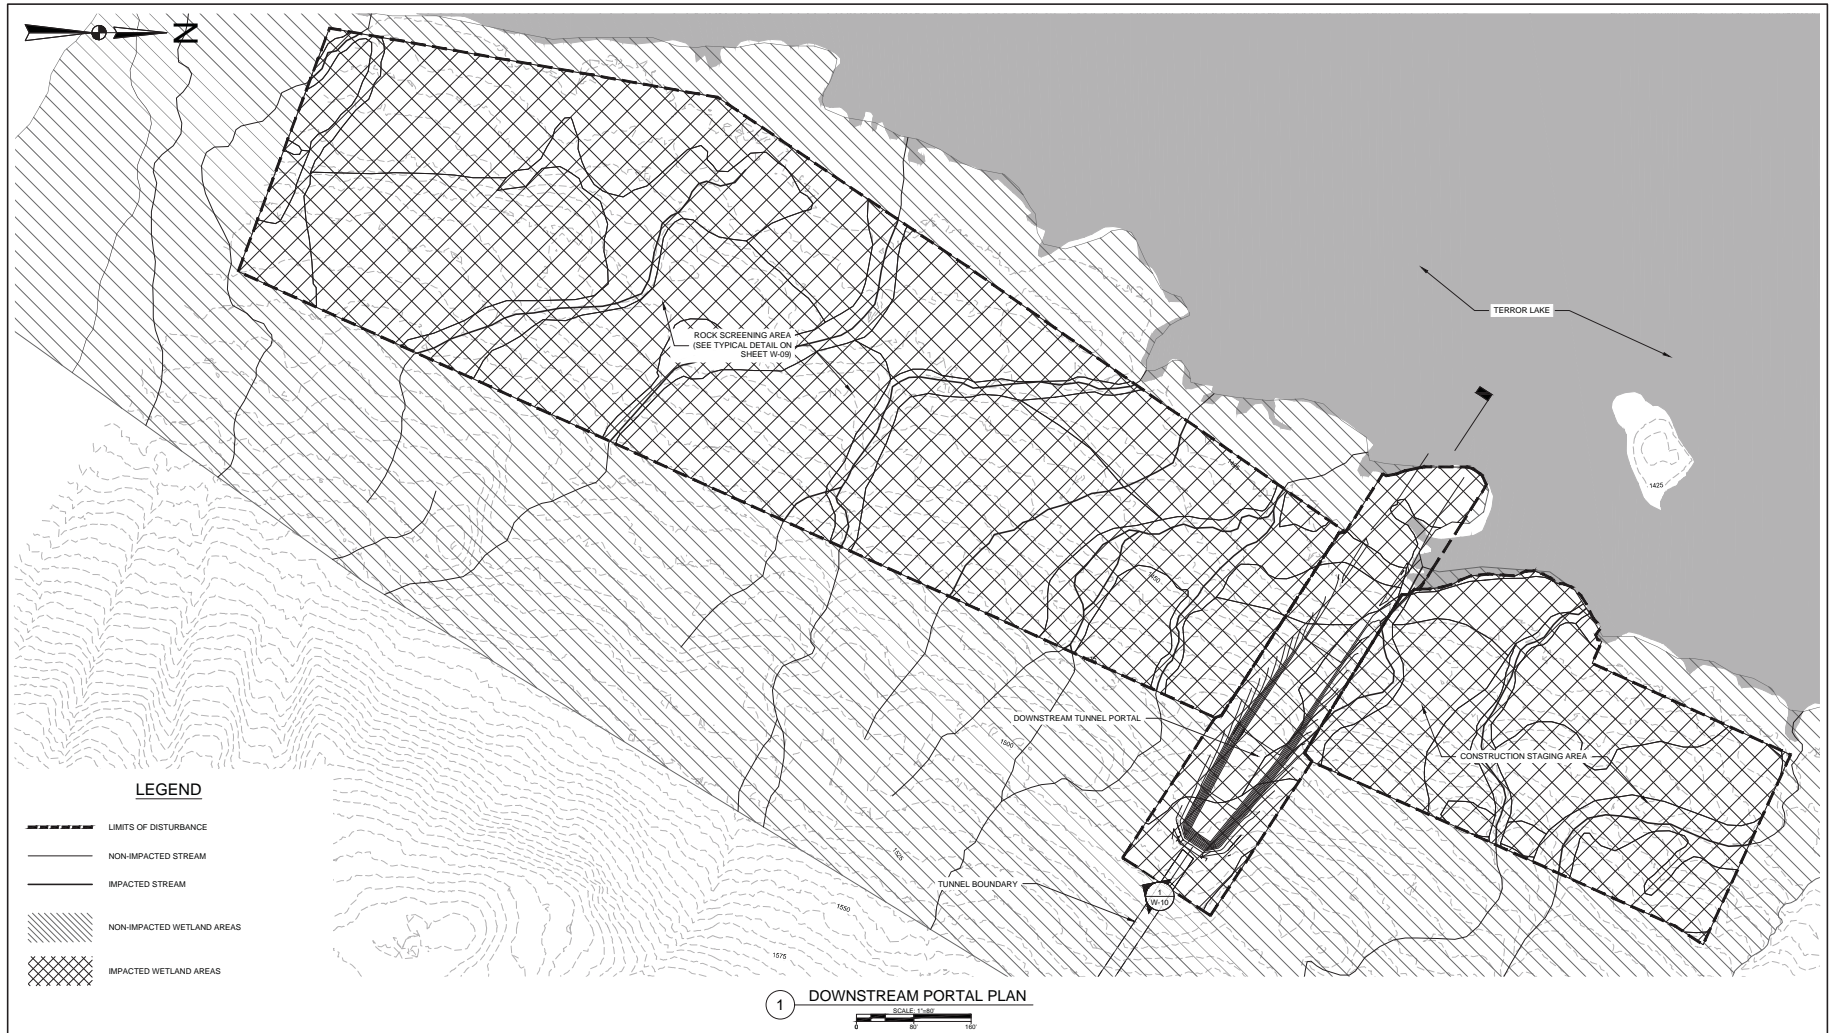 N
ROCK SCREENING AREA
(SEE TYPICAL DETAIL ON
SHEET W-09)
TERROR LAKE
1425
1425
1450
DOWNSTREAM TUNNEL PORTAL
1500
CONSTRUCTION STAGING AREA
1525
TUNNEL BOUNDARY
1
W-10
1550
1575
LEGEND
LIMITS OF DISTURBANCE
NON-IMPACTED STREAM
IMPACTED STREAM
NON-IMPACTED WETLAND AREAS
IMPACTED WETLAND AREAS
1
DOWNSTREAM PORTAL PLAN
SCALE: 1"=80'
0 80' 160'